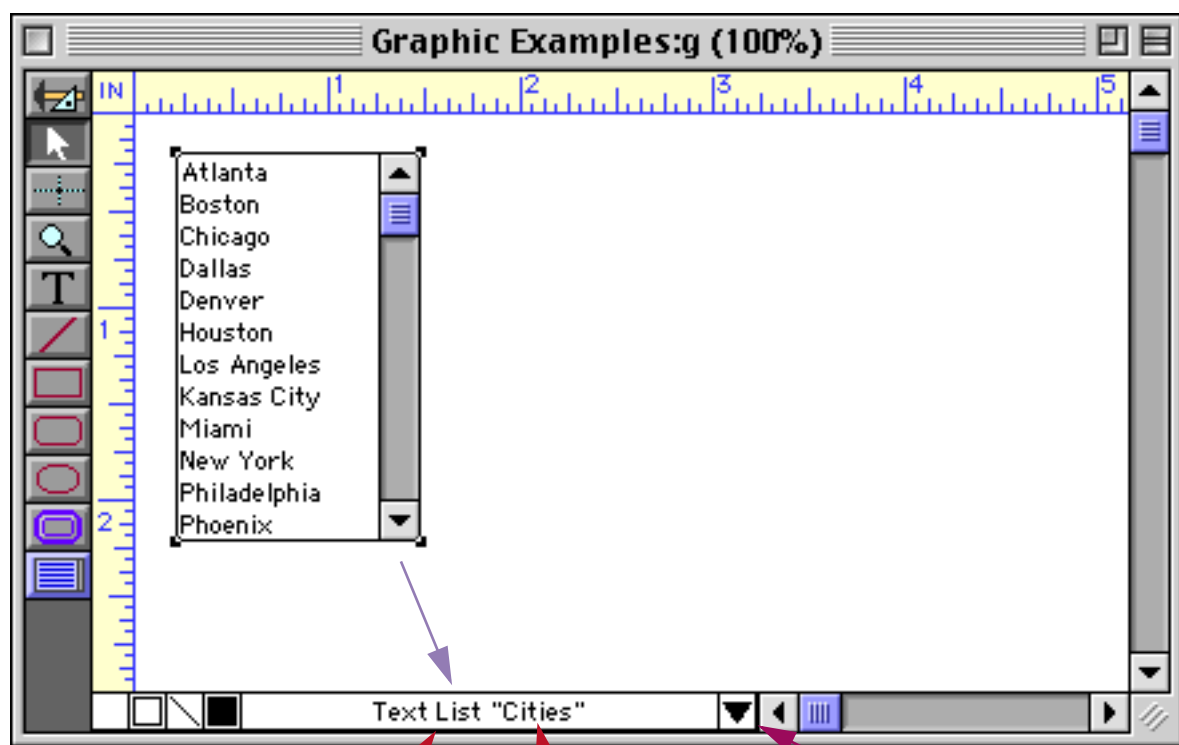 Graphic Examples:g (100%)
IN 1 2 3 4 5
Atlanta
Boston
Chicago
Dallas
Denver
Houston
Los Angeles
Kansas City
Miami
New York
Philadelphia
Phoenix
T
1
2
Text List "Cities"